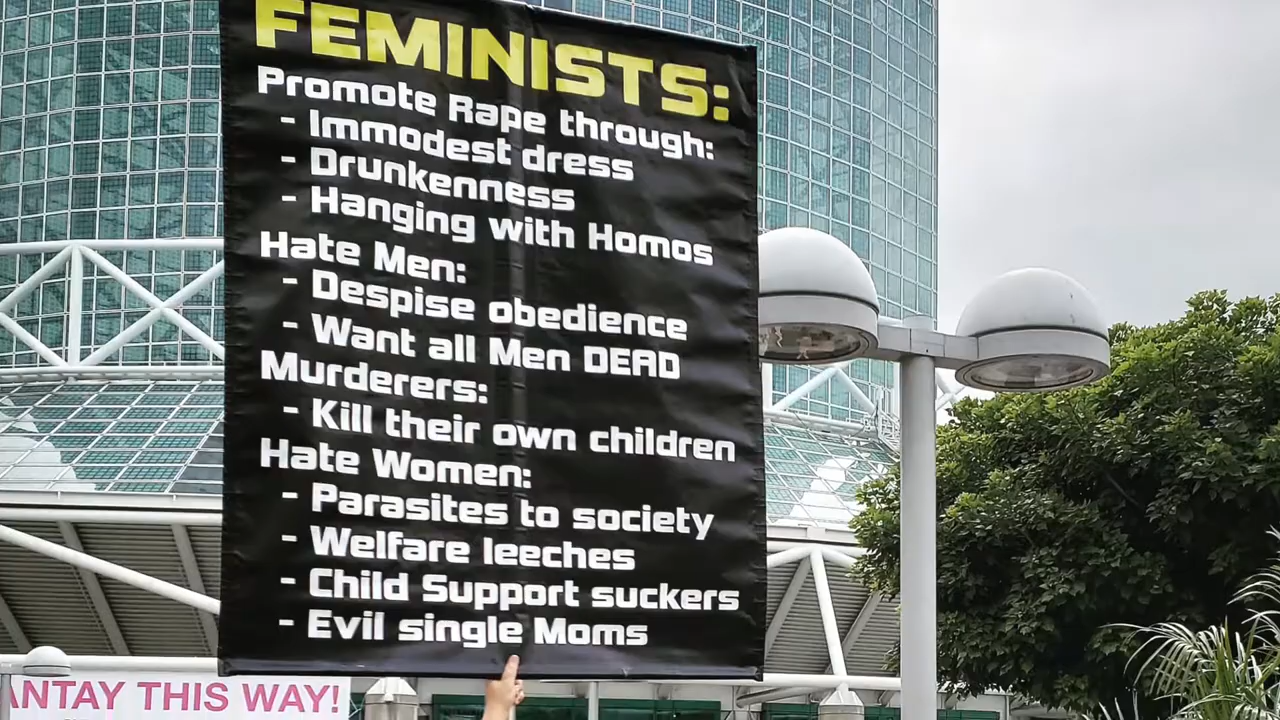 FEMINISTS:
Promote Rape through:
- Immodest dress
- Drunkenness
- Hanging with Homos
Hate Men:
- Despise obedience
- Want all Men DEAD
Murderers:
- Kill their own children
Hate Women:
- Parasites to society
- Welfare leeches
- Child Support suckers
- Evil single Moms
ANTAY THIS WAY!